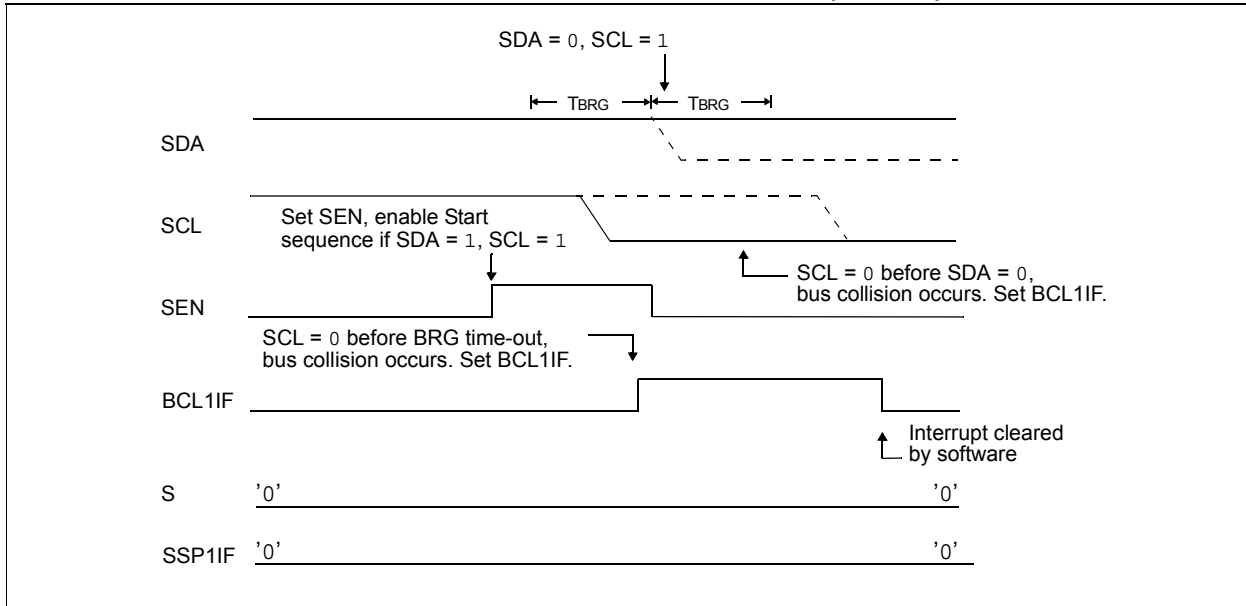 SDA = 0, SCL = 1
TBRG TBRG
SDA
SCL
Set SEN, enable Start
sequence if SDA = 1, SCL = 1
SCL = 0 before SDA = 0,
bus collision occurs. Set BCL1IF.
SEN
SCL = 0 before BRG time-out,
bus collision occurs. Set BCL1IF.
BCL1IF
Interrupt cleared
by software
S '0' '0'
SSP1IF '0' '0'